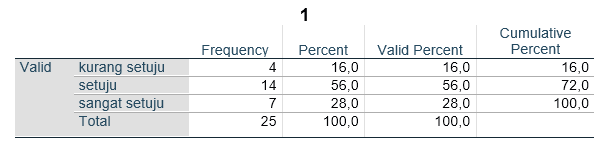 1
Frequency Percent Valid Percent Cumulative Percent
Valid kurang setuju 4 16,0 16,0 16,0
setuju 14 56,0 56,0 72,0
sangat setuju 7 28,0 28,0 100,0
Total 25 100,0 100,0